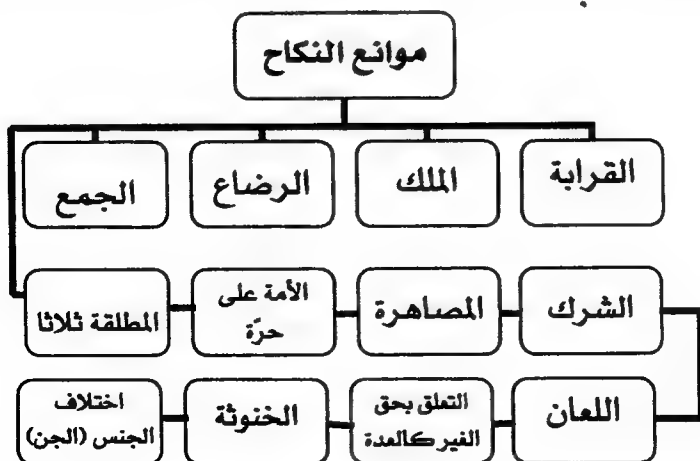 موانع النكاح
القرابة
الملك
الرضاع
الجمع
الشرك
المصاهرة
الأمة على
حرّة
المطلقة ثلاثا
اللعان
التعلق بحق
الغير كالعدة
الخنوثة
اختلاف
الجنس (الجن)